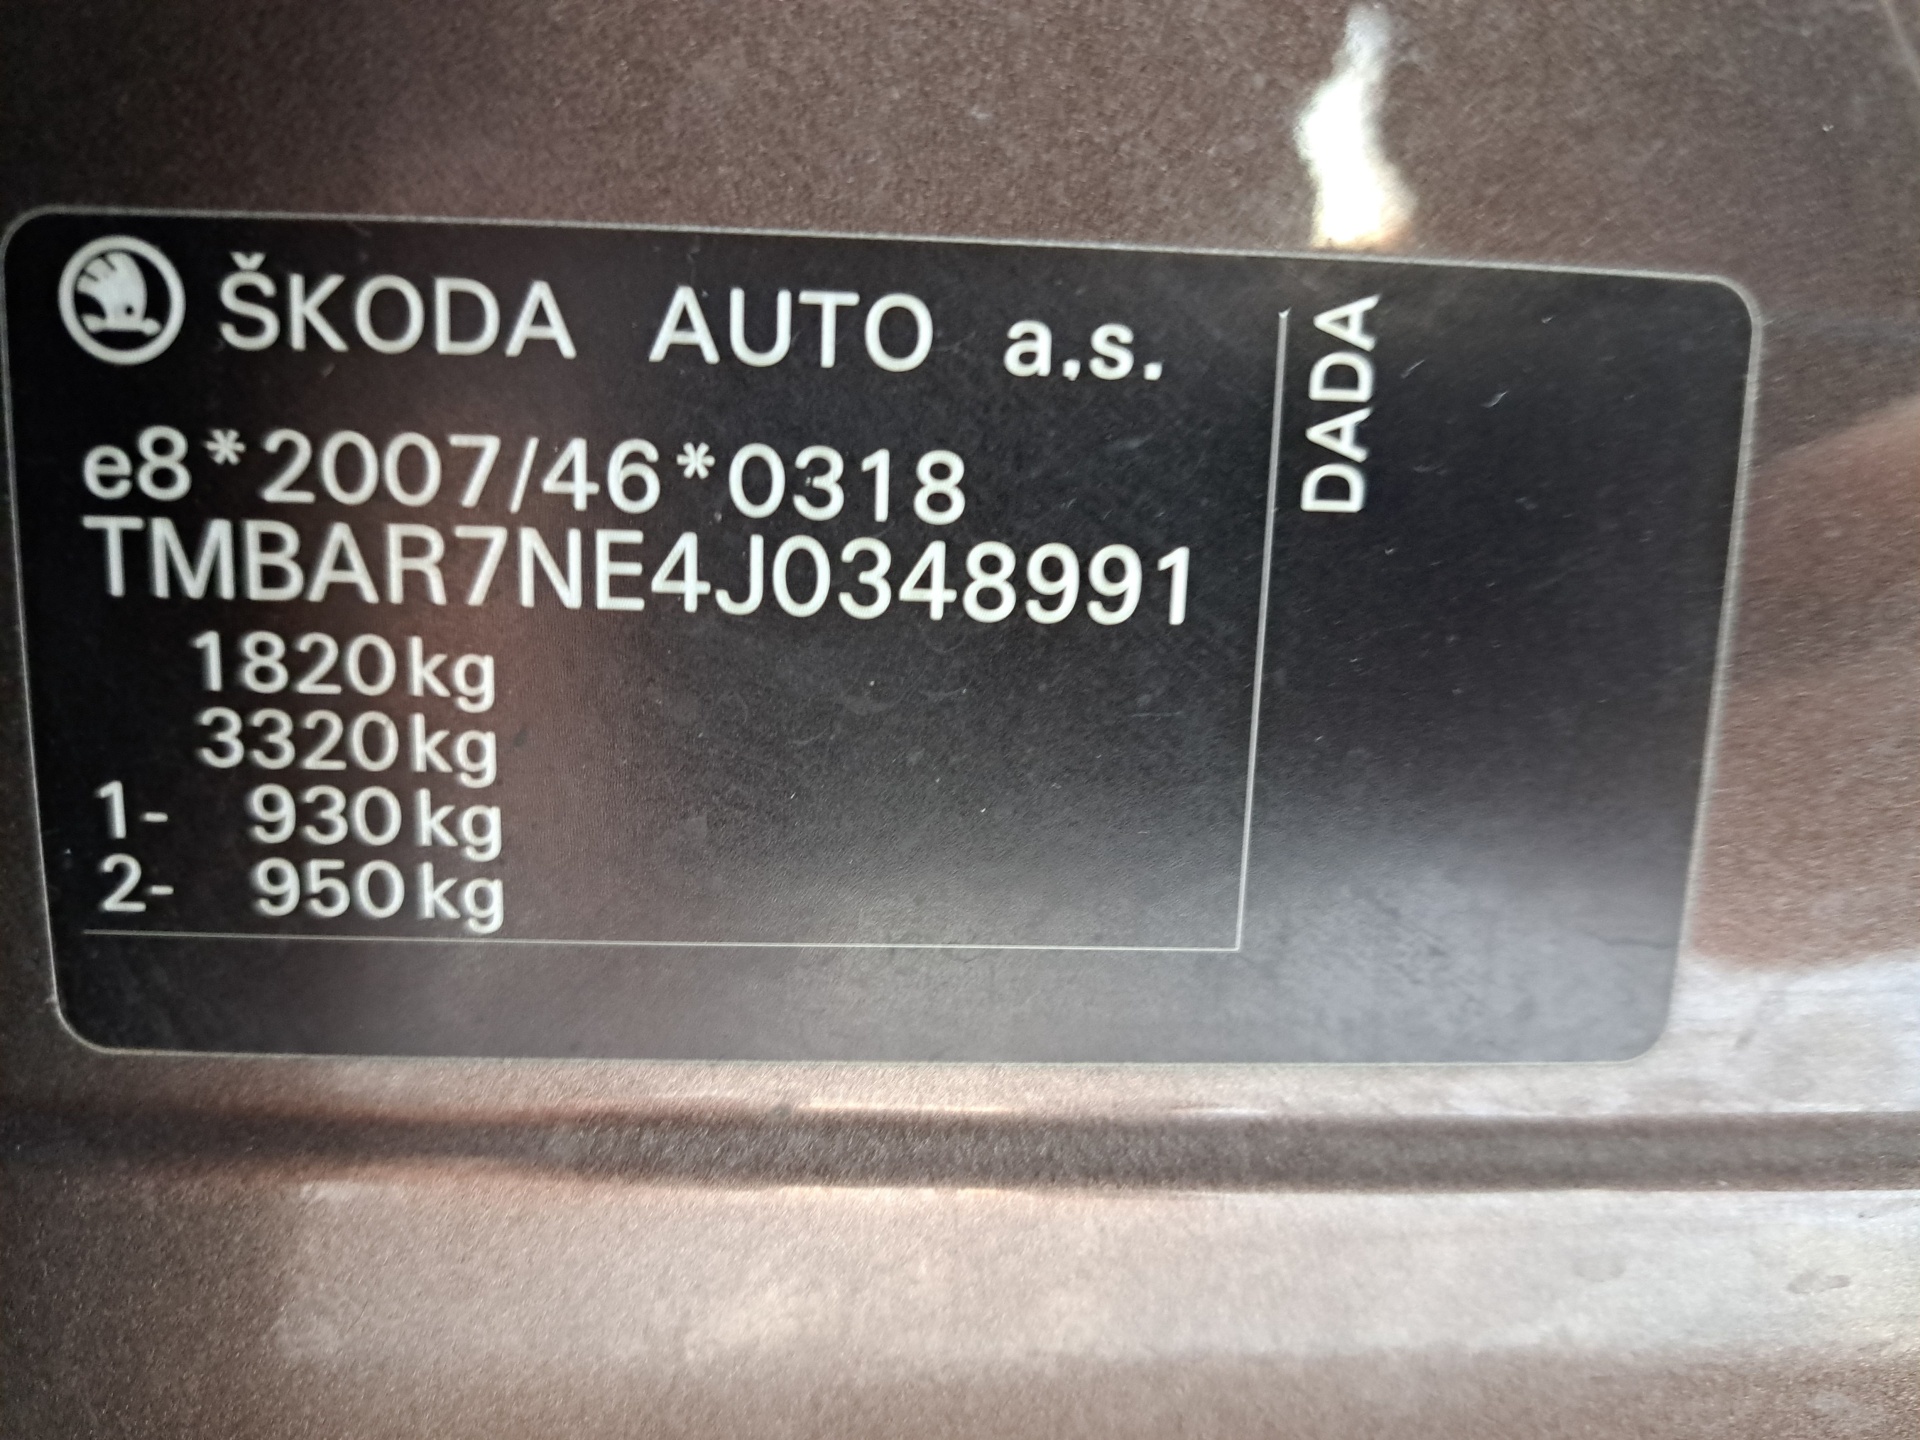 ŠKODA AUTO a.s.
e8*2007/46*0318
TMBAR7NE4J0348991
1820kg
3320kg
1- 930kg
2- 950kg
DADA